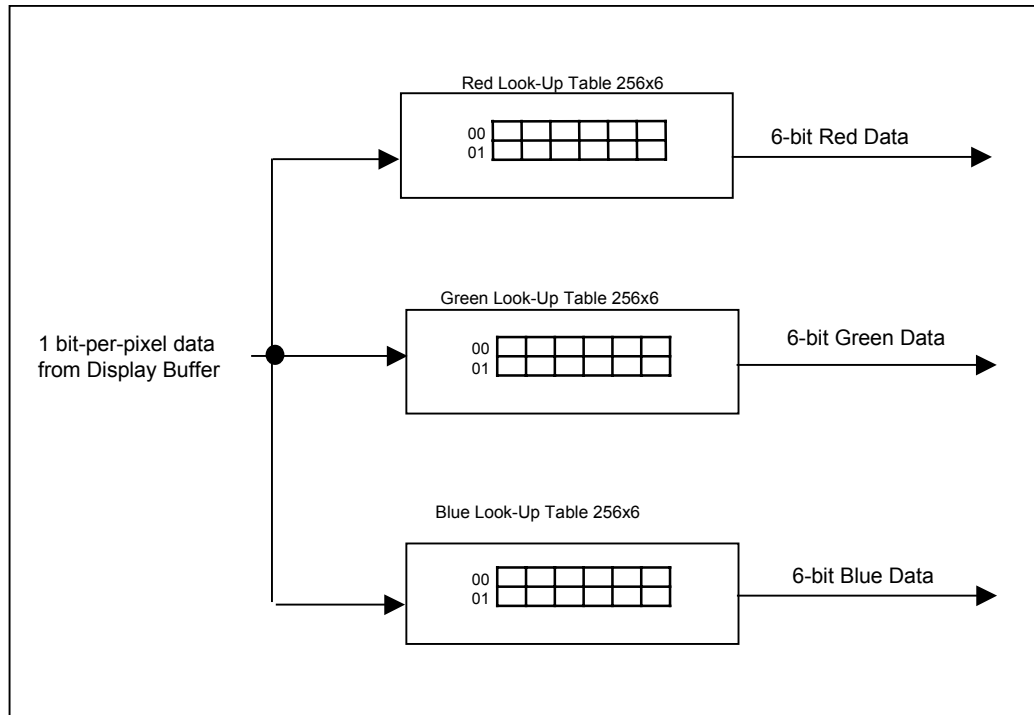 Red Look-Up Table 256x6
00
01
6-bit Red Data
Green Look-Up Table 256x6
00
01
6-bit Green Data
1 bit-per-pixel data
from Display Buffer
Blue Look-Up Table 256x6
00
01
6-bit Blue Data